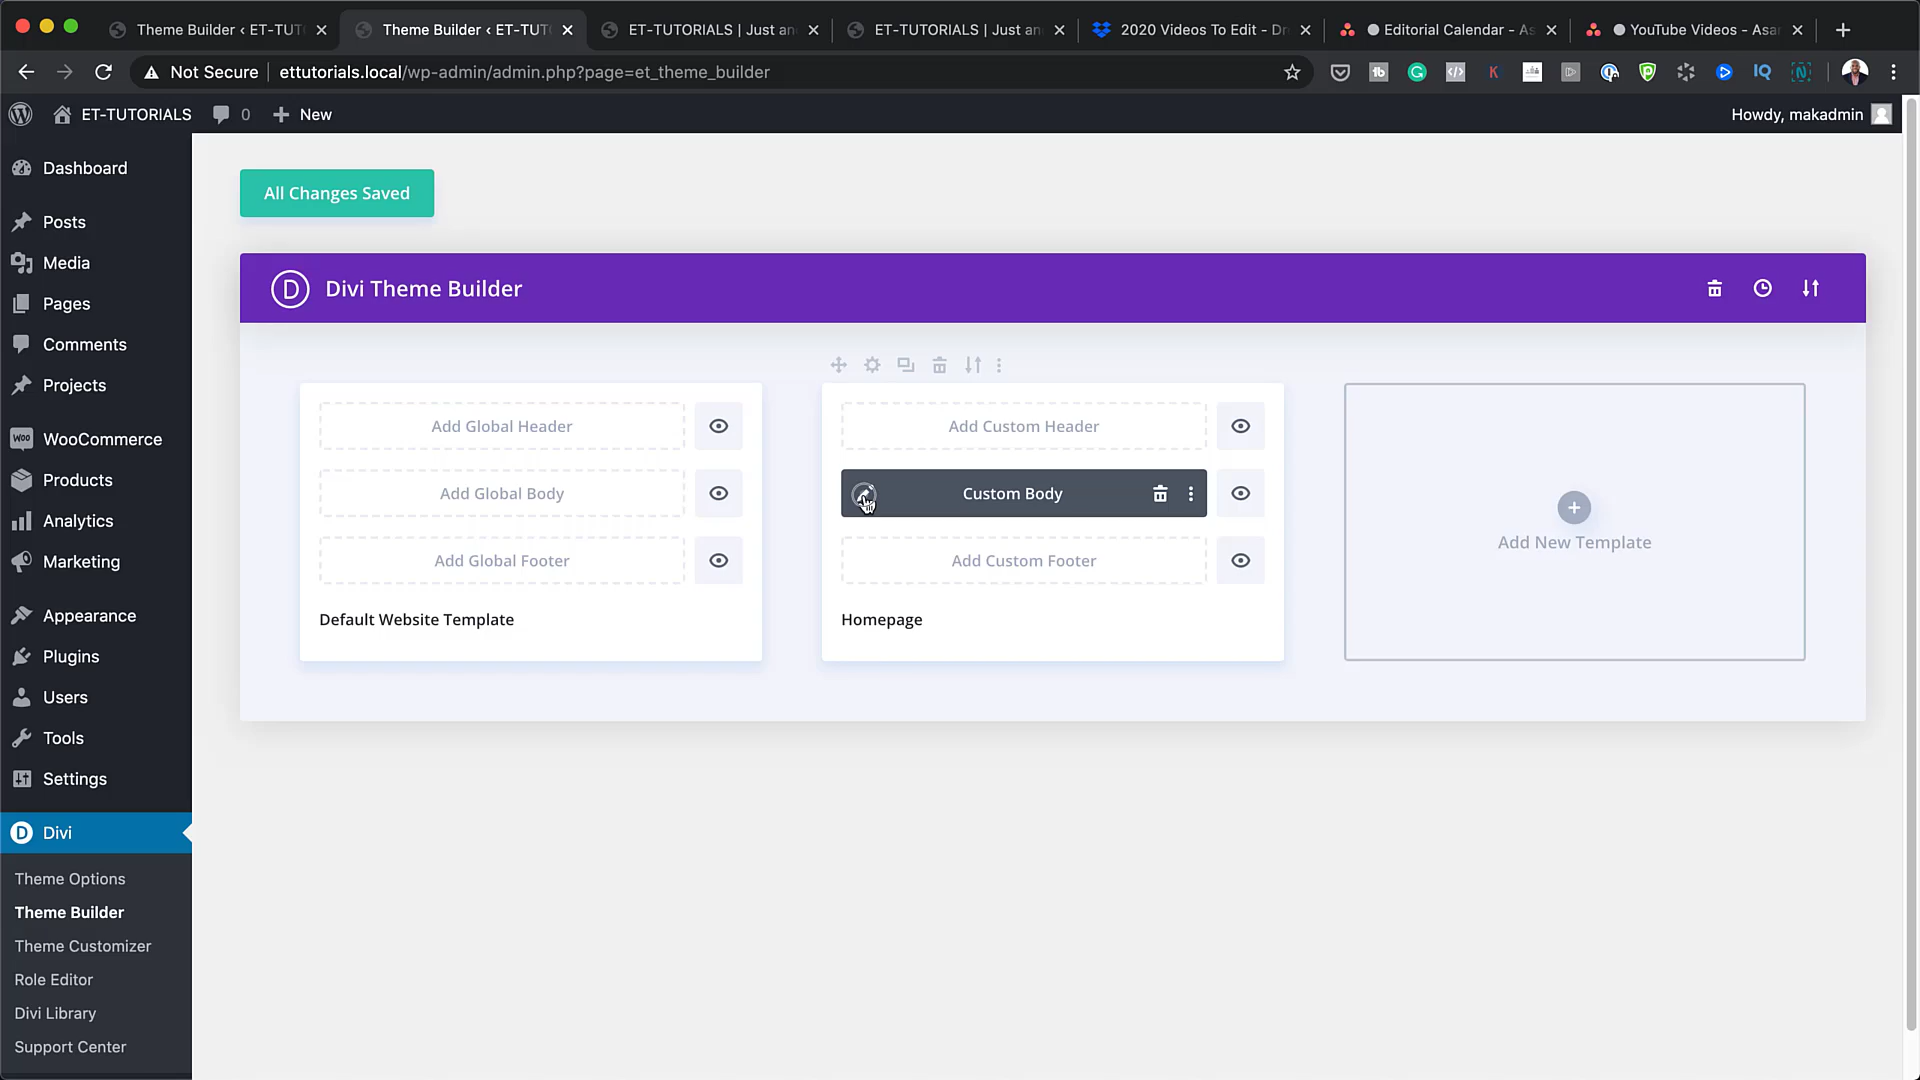 Theme Builder ‹ ET-TUT
Theme Builder ‹ ET-TUT
ET-TUTORIALS | Just an
ET-TUTORIALS | Just an
2020 Videos To Edit - Dr
Editorial Calendar - As
YouTube Videos - Asan
Not Secure
ettutorials.local/wp-admin/admin.php?page=et_theme_builder
ET-TUTORIALS
0
New
Howdy, makadmin
Dashboard
Posts
Media
Pages
Comments
Projects
WooCommerce
Products
Analytics
Marketing
Appearance
Plugins
Users
Tools
Settings
Divi
Theme Options
Theme Builder
Theme Customizer
Role Editor
Divi Library
Support Center
All Changes Saved
Divi Theme Builder
Add Global Header
Add Global Body
Add Global Footer
Default Website Template
Add Custom Header
Custom Body
Add Custom Footer
Homepage
Add New Template